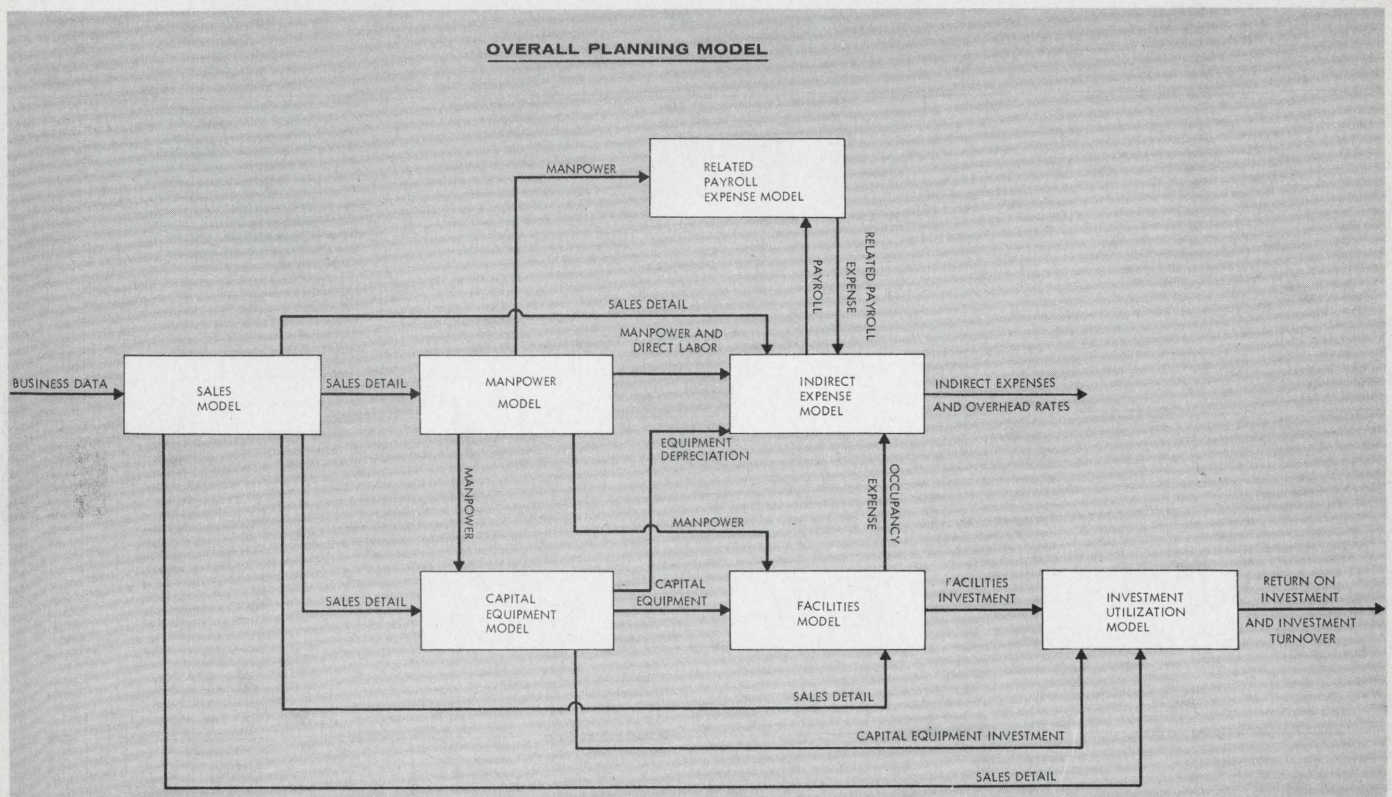 OVERALL PLANNING MODEL
MANPOWER
RELATED
PAYROLL
EXPENSE MODEL
PAYROLL
RELATED PAYROLL
EXPENSE
SALES DETAIL
MANPOWER AND
DIRECT LABOR
BUSINESS DATA
SALES
MODEL
SALES DETAIL
MANPOWER
MODEL
INDIRECT
EXPENSE
MODEL
INDIRECT EXPENSES
AND OVERHEAD RATES
EQUIPMENT
DEPRECIATION
MANPOWER
OCCUPANCY
EXPENSE
MANPOWER
SALES DETAIL
CAPITAL
EQUIPMENT
MODEL
CAPITAL
EQUIPMENT
FACILITIES
MODEL
FACILITIES
INVESTMENT
INVESTMENT
UTILIZATION
MODEL
RETURN ON
INVESTMENT
AND INVESTMENT
TURNOVER
SALES DETAIL
CAPITAL EQUIPMENT INVESTMENT
SALES DETAIL